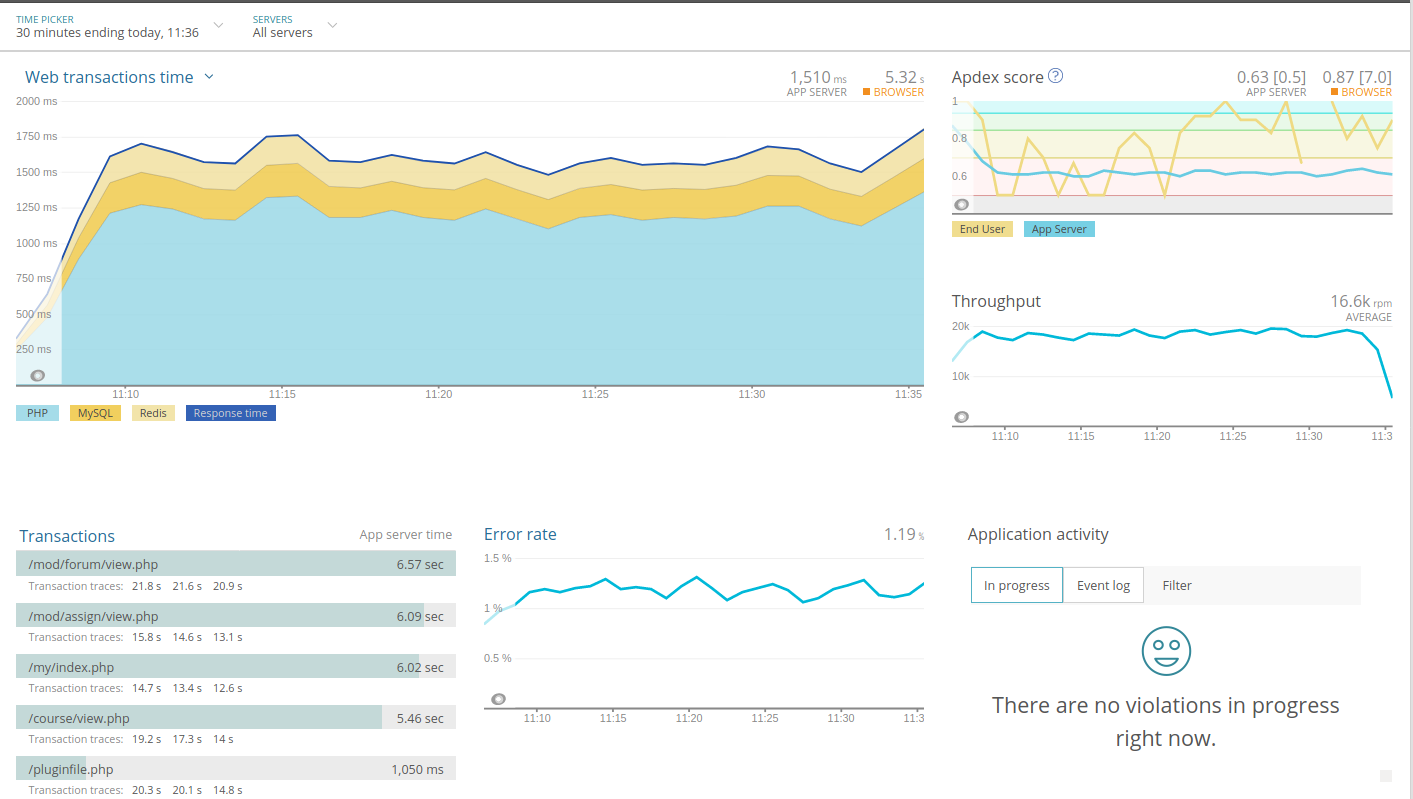 TIME PICKER
30 minutes ending today, 11:36
SERVERS
All servers
Web transactions time
1,510 ms
APP SERVER
5.32 s
BROWSER
2000 ms
1750 ms
1500 ms
1250 ms
1000 ms
750 ms
500 ms
250 ms
11:10 11:15 11:20 11:25 11:30 11:35
PHP MySQL Redis Response time
Apdex score ?
0.63 [0.5]
APP SERVER
0.87 [7.0]
BROWSER
1
0.8
0.6
End User App Server
Throughput
16.6k rpm
AVERAGE
20k
10k
11:10 11:15 11:20 11:25 11:30 11:3
Transactions App server time
/mod/forum/view.php 6.57 sec
Transaction traces: 21.8 s 21.6 s 20.9 s
/mod/assign/view.php 6.09 sec
Transaction traces: 15.8 s 14.6 s 13.1 s
/my/index.php 6.02 sec
Transaction traces: 14.7 s 13.4 s 12.6 s
/course/view.php 5.46 sec
Transaction traces: 19.2 s 17.3 s 14 s
/pluginfile.php 1,050 ms
Transaction traces: 20.3 s 20.1 s 14.8 s
Error rate 1.19 %
1.5 %
1 %
0.5 %
11:10 11:15 11:20 11:25 11:30 11:3
Application activity
In progress Event log Filter
There are no violations in progress
right now.